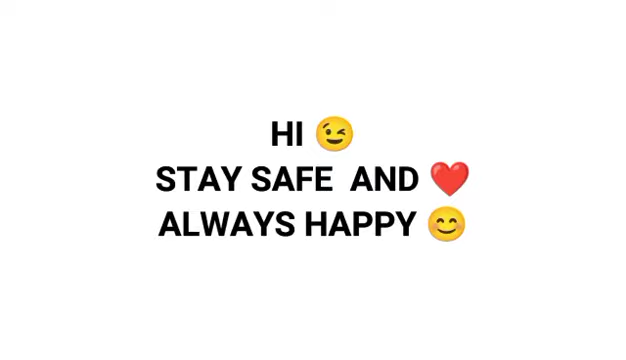 HI 😉
STAY SAFE  AND ❤️
ALWAYS HAPPY 😊